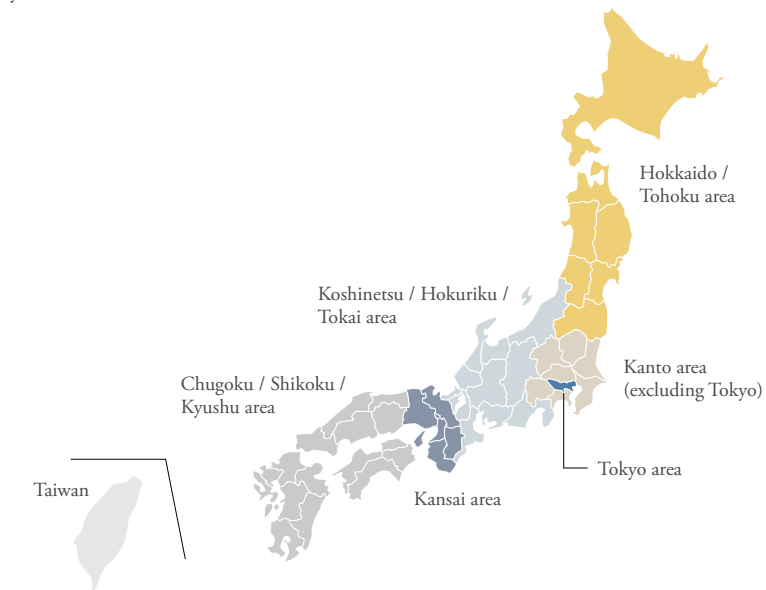 Hokkaido /
Tohoku area
Koshinetsu / Hokuriku /
Tokai area
Kanto area
(excluding Tokyo)
Chugoku / Shikoku /
Kyushu area
Tokyo area
Taiwan
Kansai area